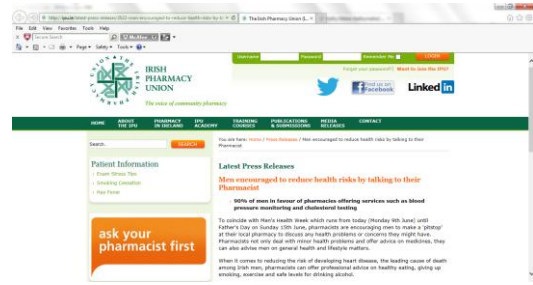 The Irish Pharmacy Union (I...
File Edit View Favorites Tools Help
Page Safety Tools
Username
Password
Remember Me
LOGIN
Forgot your password? Want to Join the IPU?
IRISH
PHARMACY
UNION
The voice of community pharmacy
Find us on
Facebook
Linked in
HOME
ABOUT
THE IPU
PHARMACY
IN IRELAND
IPU
ACADEMY
TRAINING
COURSES
PUBLICATIONS
& SUBMISSIONS
MEDIA
RELEASES
CONTACT
Search..
SEARCH
You are here: Home / Press Releases / Men encouraged to reduce health risks by talking to their
Pharmacist
Patient Information
Exam Stress Tips
Smoking Cessation
Hay Fever
ask your
pharmacist first
Latest Press Releases
Men encouraged to reduce health risks by talking to their
Pharmacist
90% of men in favour of pharmacies offering services such as blood
pressure monitoring and cholesterol testing
To coincide with Men's Health Week which runs from today (Monday 9th June) until
Father's Day on Sunday 15th June, pharmacists are encouraging men to make a 'pitstop'
at their local pharmacy to discuss any health problems or concerns they might have.
Pharmacists not only deal with minor health problems and offer advice on medicines, they
can also advise men on general health and lifestyle matters.
When it comes to reducing the risk of developing heart disease, the leading cause of death
among Irish men, pharmacists can offer professional advice on healthy eating, giving up
smoking, exercise and safe levels for drinking alcohol.